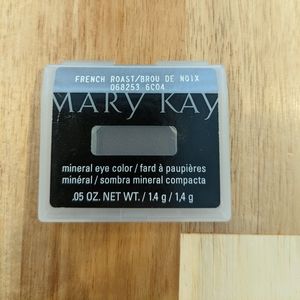 FRENCH ROAST/BROU DE NOIX
068253 6C04
MARY KAY
mineral eye color / fard à paupières
minéral / sombra mineral compacta
.05 OZ. NET WT. / 1.4 g / 1,4 g